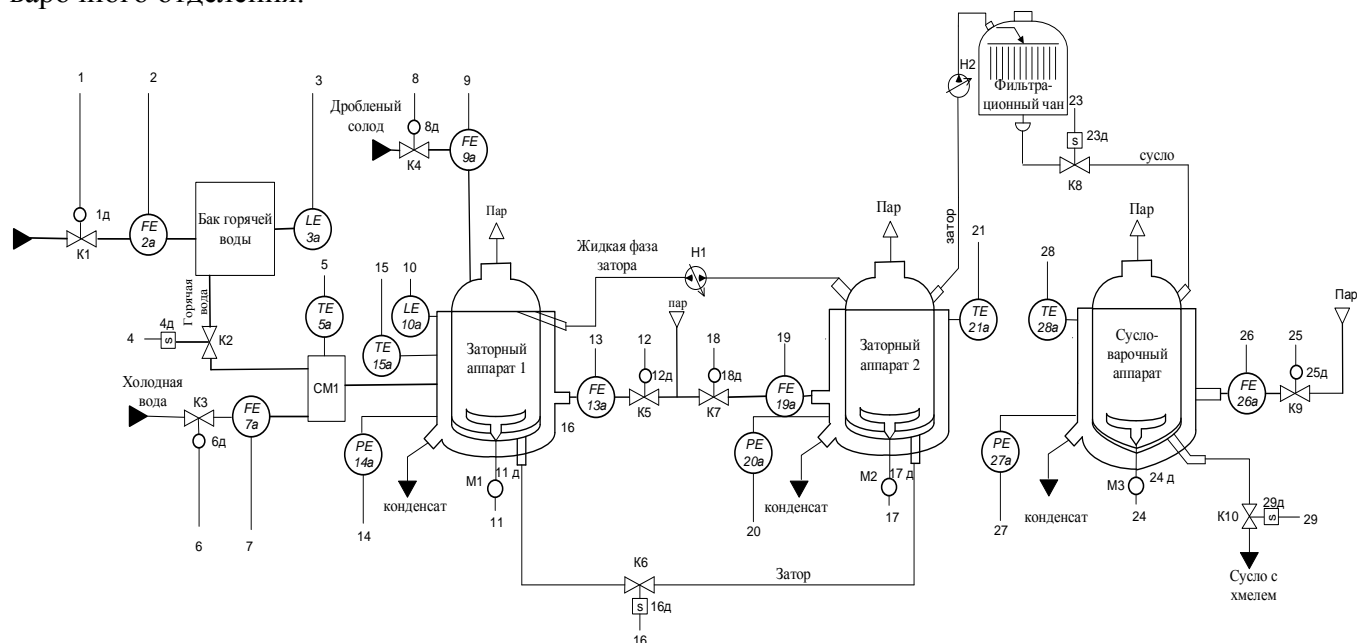 варочного отделения.
1
2
3
8
9
Дробленый
солод
8д
К4
FE
9а
Н2
Фильтра-
ционный чан
23
23д
s
К8
сусло
1д
К1
FE
2а
Бак горячей
воды
LE
3а
Пар
Пар
затор
21
Пар
5
15
10
Жидкая фаза
затора
Н1
28
Пар
Горячая
вода
4д
4
s
К2
TE
5а
LE
10а
TE
15а
пар
TE
21а
TE
28а
13
12
18
19
26
25
Заторный
аппарат 1
Заторный
аппарат 2
Сусло-
варочный
аппарат
СМ1
Холодная
вода
К3
FE
7а
6д
FE
13а
12д
К5
18д
К7
FE
19а
FE
26а
25д
К9
16
PE
14а
PE
20а
PE
27а
М1
11 д
М2
17 д
М3
24 д
конденсат
конденсат
конденсат
6
7
14
11
20
17
27
24
29д
К10
s
29
К6
Затор
s
16д
16
Сусло с
хмелем